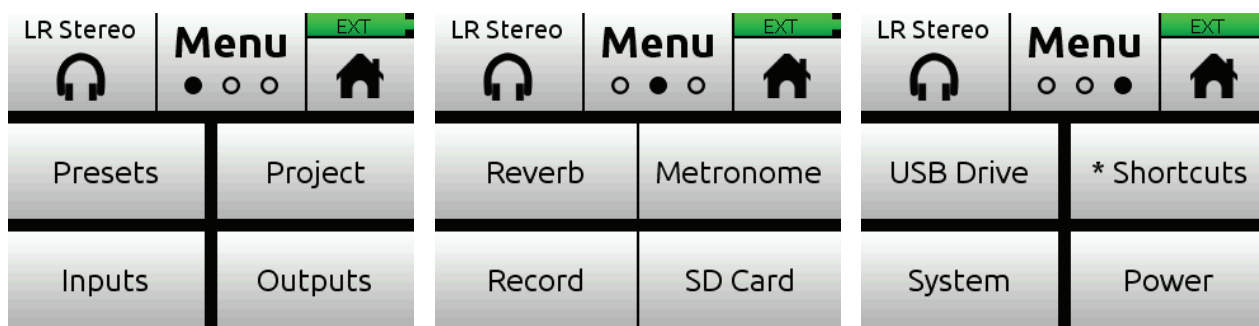 LR Stereo Menu EXT
Presets Project
Inputs Outputs
LR Stereo Menu EXT
Reverb Metronome
Record SD Card
LR Stereo Menu EXT
USB Drive * Shortcuts
System Power